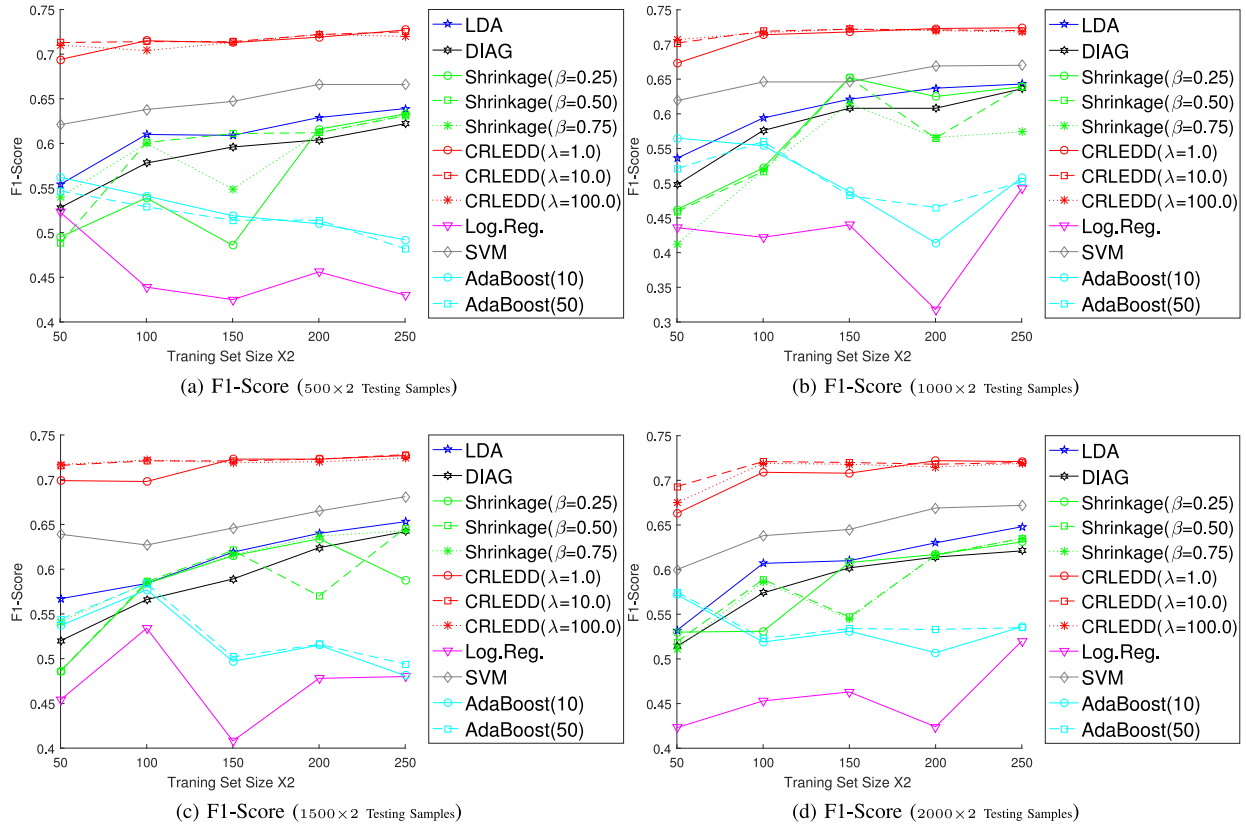 0.75
0.7
0.65
0.6
0.55
0.5
0.45
0.4
F1-Score
50 100 150 200 250
Traning Set Size X2
LDA
DIAG
Shrinkage(β=0.25)
Shrinkage(β=0.50)
Shrinkage(β=0.75)
CRLEDD(λ=1.0)
CRLEDD(λ=10.0)
CRLEDD(λ=100.0)
Log.Reg.
SVM
AdaBoost(10)
AdaBoost(50)
(a) F1-Score (500×2 Testing Samples)
0.75
0.7
0.65
0.6
0.55
0.5
0.45
0.4
0.35
0.3
F1-Score
50 100 150 200 250
Traning Set Size X2
LDA
DIAG
Shrinkage(β=0.25)
Shrinkage(β=0.50)
Shrinkage(β=0.75)
CRLEDD(λ=1.0)
CRLEDD(λ=10.0)
CRLEDD(λ=100.0)
Log.Reg.
SVM
AdaBoost(10)
AdaBoost(50)
(b) F1-Score (1000×2 Testing Samples)
0.75
0.7
0.65
0.6
0.55
0.5
0.45
0.4
F1-Score
50 100 150 200 250
Traning Set Size X2
LDA
DIAG
Shrinkage(β=0.25)
Shrinkage(β=0.50)
Shrinkage(β=0.75)
CRLEDD(λ=1.0)
CRLEDD(λ=10.0)
CRLEDD(λ=100.0)
Log.Reg.
SVM
AdaBoost(10)
AdaBoost(50)
(c) F1-Score (1500×2 Testing Samples)
0.75
0.7
0.65
0.6
0.55
0.5
0.45
0.4
F1-Score
50 100 150 200 250
Traning Set Size X2
LDA
DIAG
Shrinkage(β=0.25)
Shrinkage(β=0.50)
Shrinkage(β=0.75)
CRLEDD(λ=1.0)
CRLEDD(λ=10.0)
CRLEDD(λ=100.0)
Log.Reg.
SVM
AdaBoost(10)
AdaBoost(50)
(d) F1-Score (2000×2 Testing Samples)